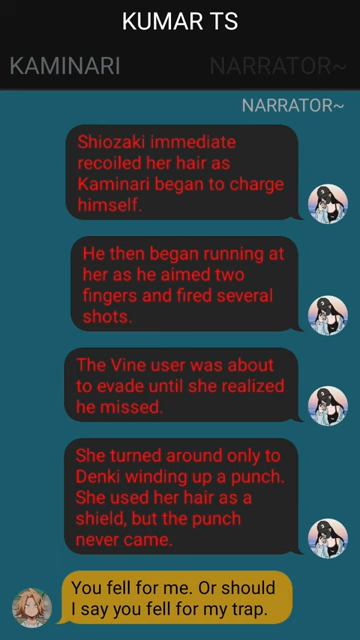 KUMAR TS
KAMINARI
NARRATOR~
NARRATOR~
Shiozaki immediate
recoiled her hair as
Kaminari began to charge
himself.
He then began running at
her as he aimed two
fingers and fired several
shots.
The Vine user was about
to evade until she realized
he missed.
She turned around only to
Denki winding up a punch.
She used her hair as a
shield, but the punch
never came.
You fell for me. Or should
I say you fell for my trap.